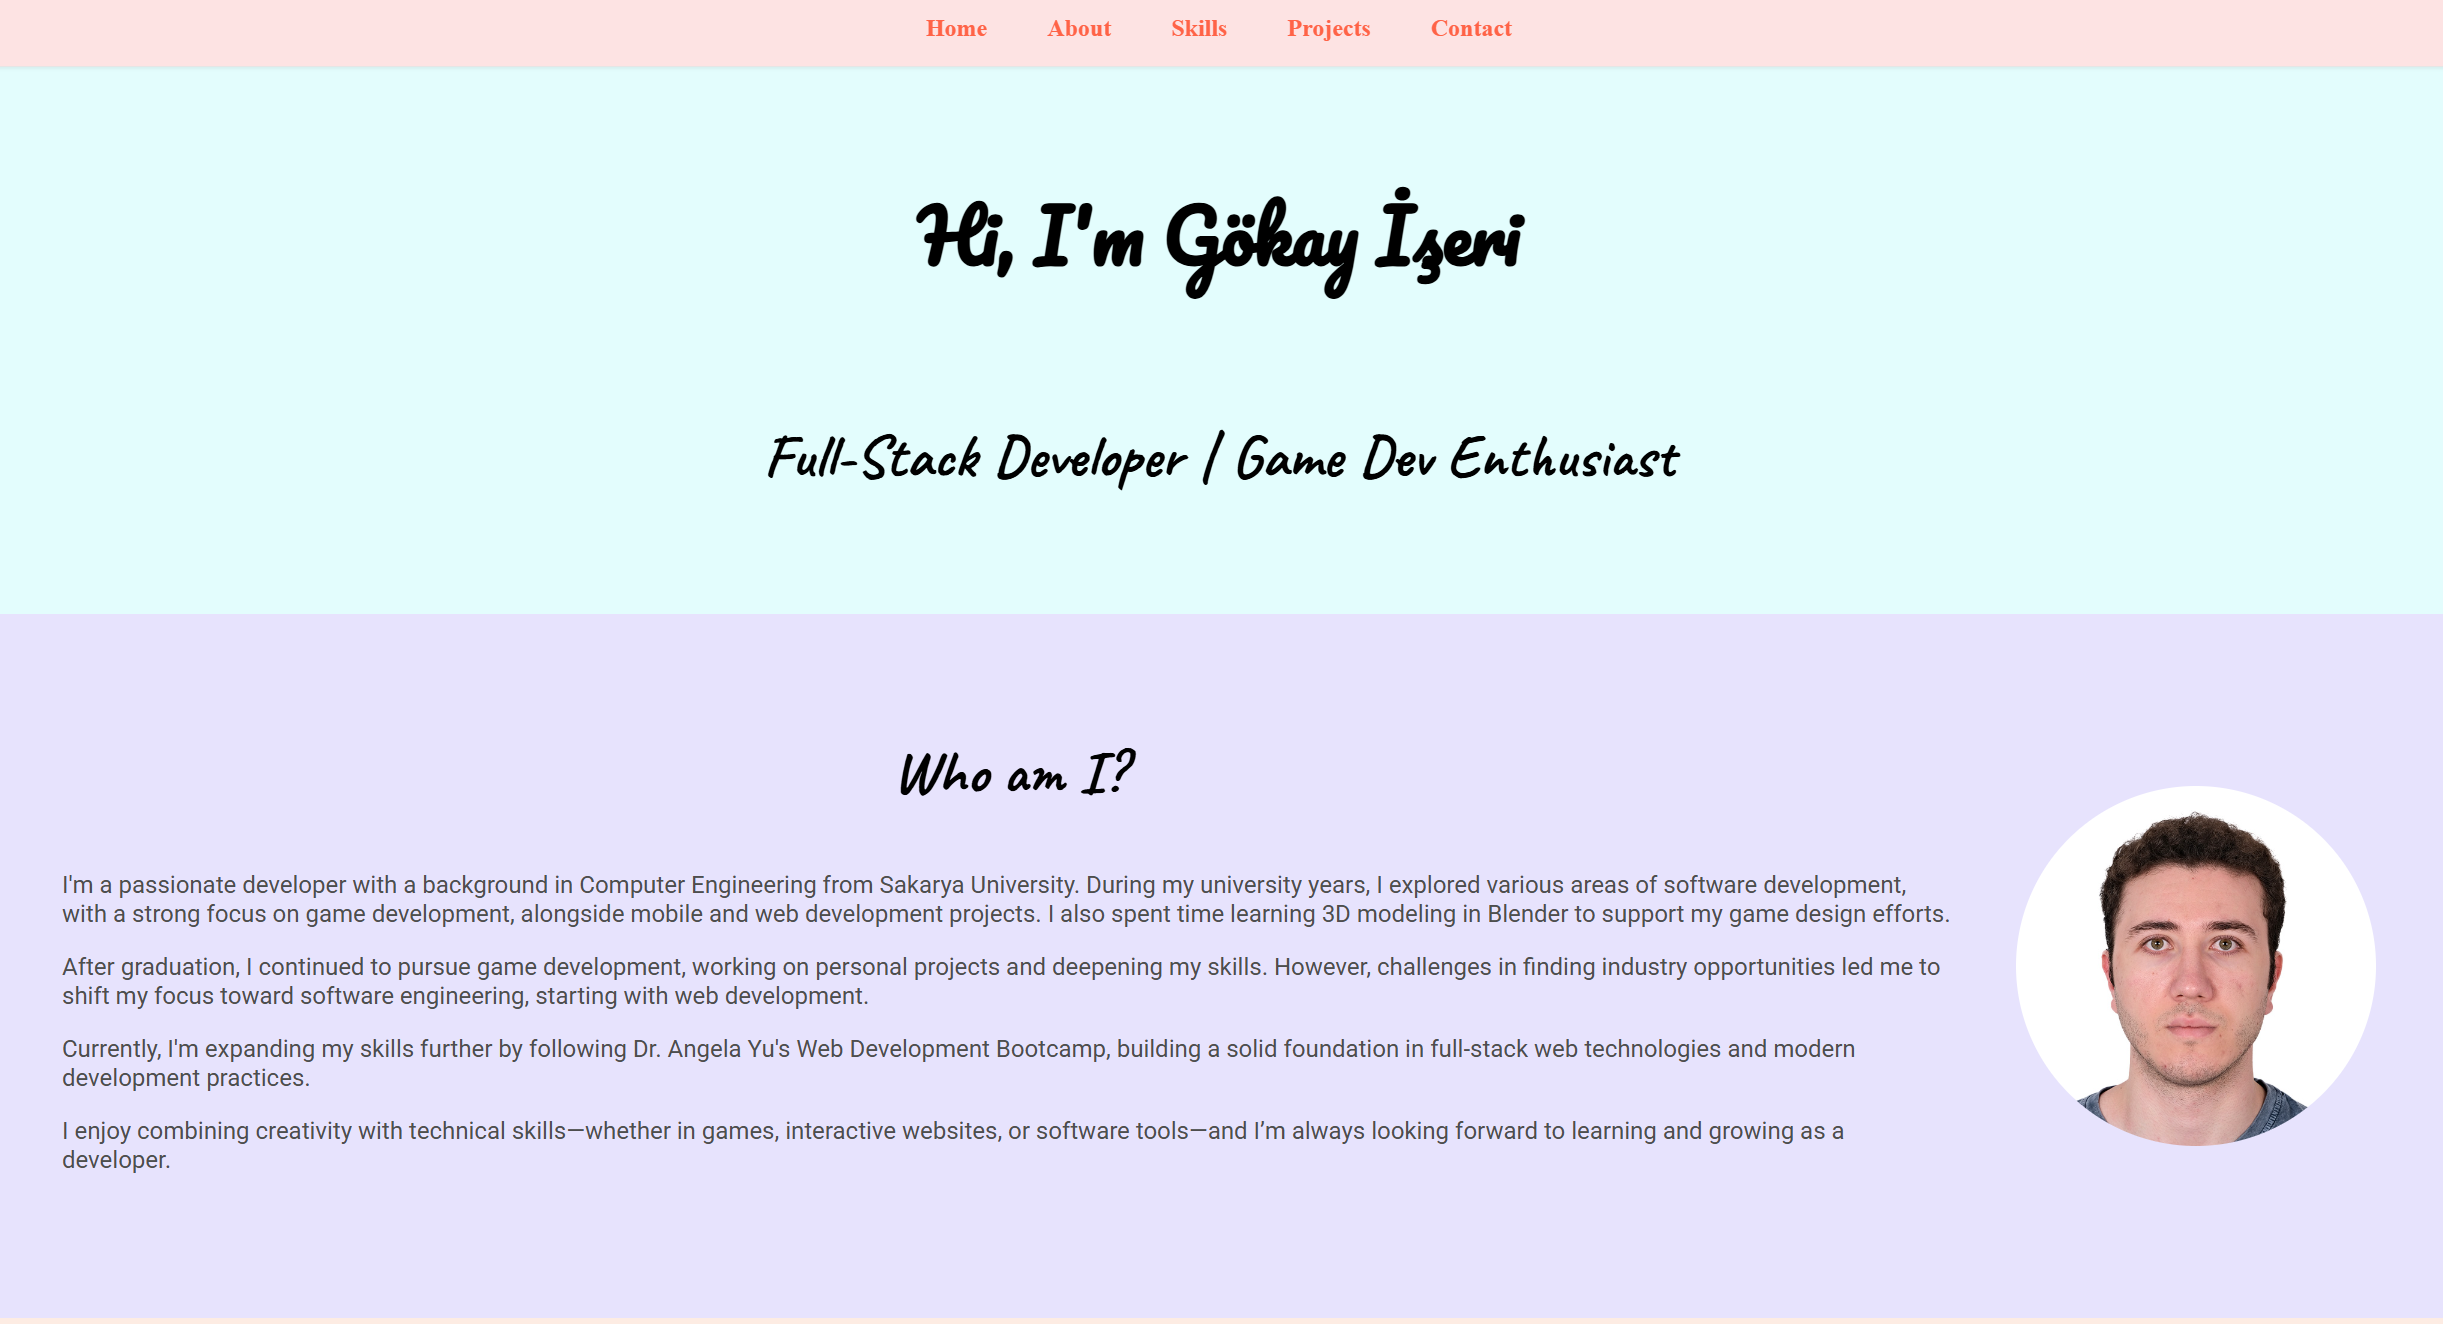 Home About Skills Projects Contact
Hi, I'm Gökay İşeri
Full-Stack Developer | Game Dev Enthusiast
Who am I?
I'm a passionate developer with a background in Computer Engineering from Sakarya University. During my university years, I explored various areas of software development,
with a strong focus on game development, alongside mobile and web development projects. I also spent time learning 3D modeling in Blender to support my game design efforts.
After graduation, I continued to pursue game development, working on personal projects and deepening my skills. However, challenges in finding industry opportunities led me to
shift my focus toward software engineering, starting with web development.
Currently, I'm expanding my skills further by following Dr. Angela Yu's Web Development Bootcamp, building a solid foundation in full-stack web technologies and modern
development practices.
I enjoy combining creativity with technical skills—whether in games, interactive websites, or software tools—and I’m always looking forward to learning and growing as a
developer.